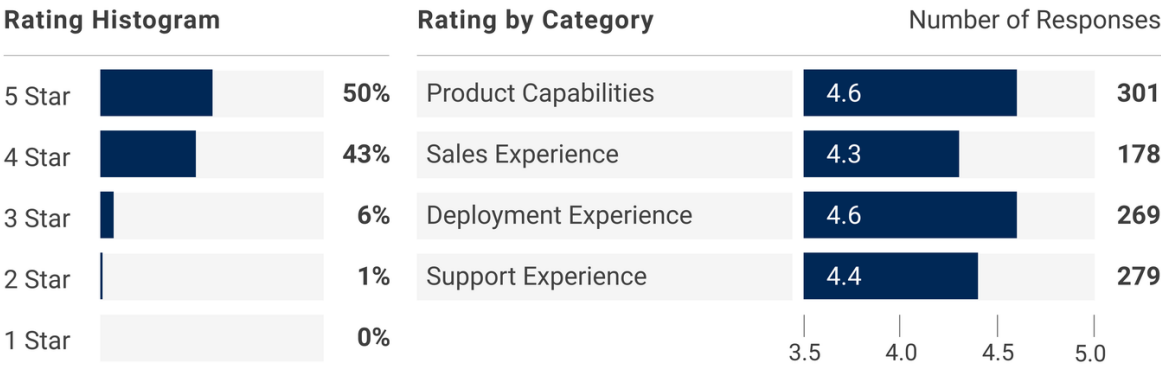 Rating Histogram
5 Star 50%
4 Star 43%
3 Star 6%
2 Star 1%
1 Star 0%
Rating by Category Number of Responses
Product Capabilities 4.6 301
Sales Experience 4.3 178
Deployment Experience 4.6 269
Support Experience 4.4 279
3.5 4.0 4.5 5.0